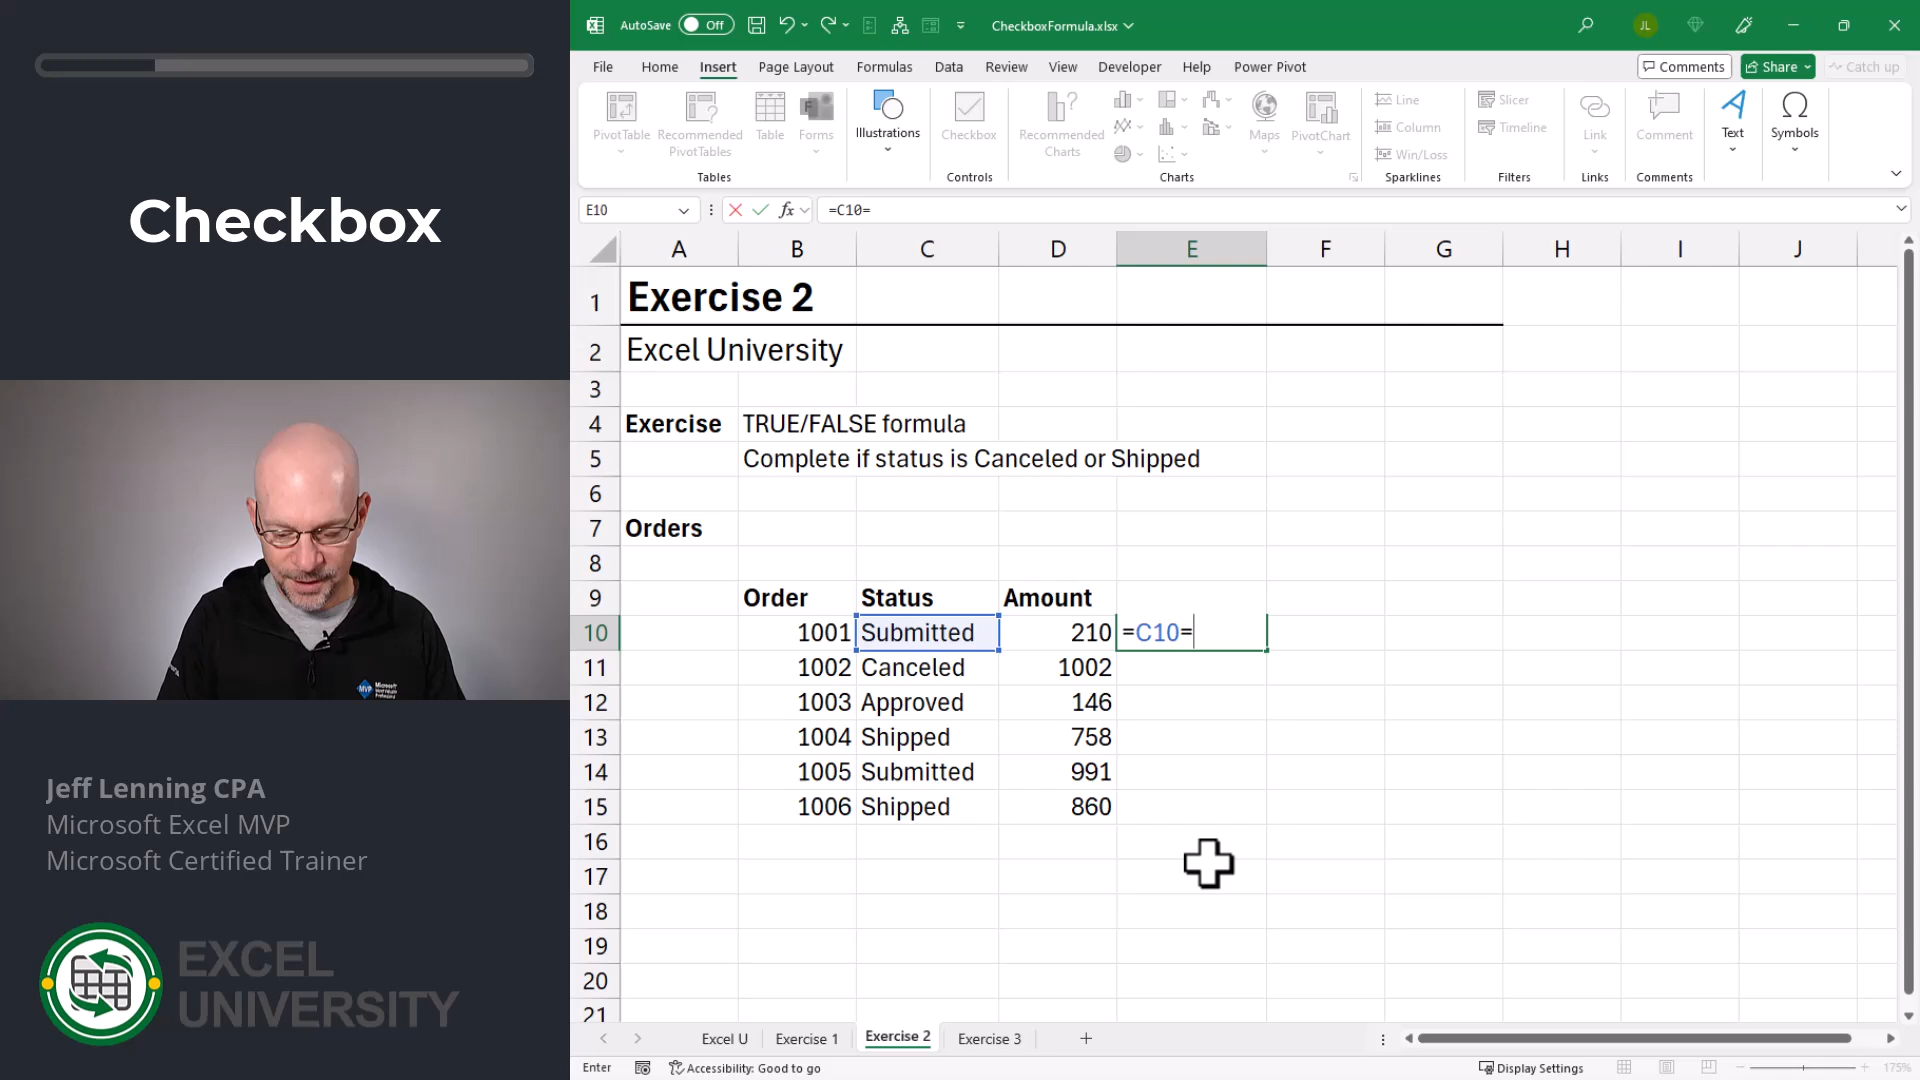 Checkbox
Jeff Lenning CPA
Microsoft Excel MVP
Microsoft Certified Trainer
EXCEL
UNIVERSITY
AutoSave Off CheckboxFormula.xlsx JL
File Home Insert Page Layout Formulas Data Review View Developer Help Power Pivot Comments Share Catch up
PivotTable Recommended PivotTables Table Forms Illustrations Checkbox Recommended Charts Maps PivotChart Line Column Win/Loss Slicer Timeline Link Comment Text Symbols
Tables Controls Charts Sparklines Filters Links Comments
E10 fx =C10=
A B C D E F G H I J
1 Exercise 2
2 Excel University
3
4 Exercise TRUE/FALSE formula
5 Complete if status is Canceled or Shipped
6
7 Orders
8
9 Order Status Amount
10 1001 Submitted 210 =C10=
11 1002 Canceled 1002
12 1003 Approved 146
13 1004 Shipped 758
14 1005 Submitted 991
15 1006 Shipped 860
16
17
18
19
20
21
Excel U Exercise 1 Exercise 2 Exercise 3
Enter Accessibility: Good to go Display Settings 175%